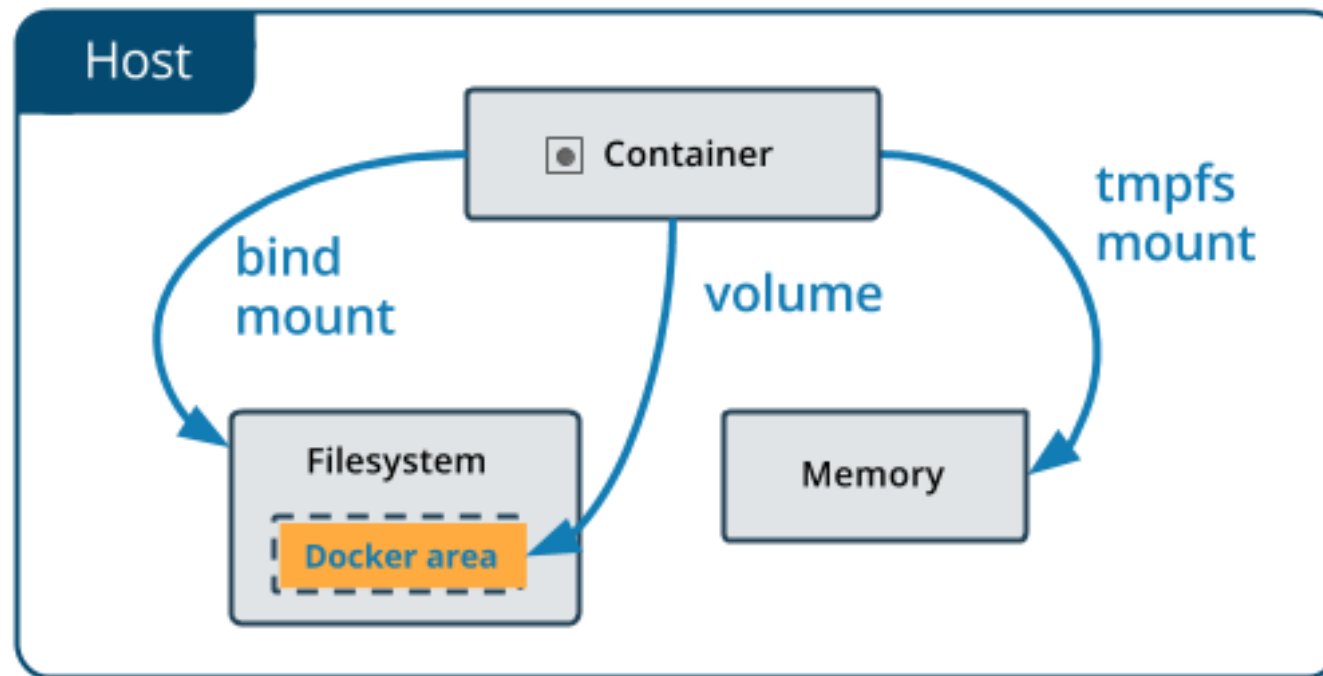 Host
Container
tmpfs
mount
bind
mount
volume
Filesystem
Memory
Docker area